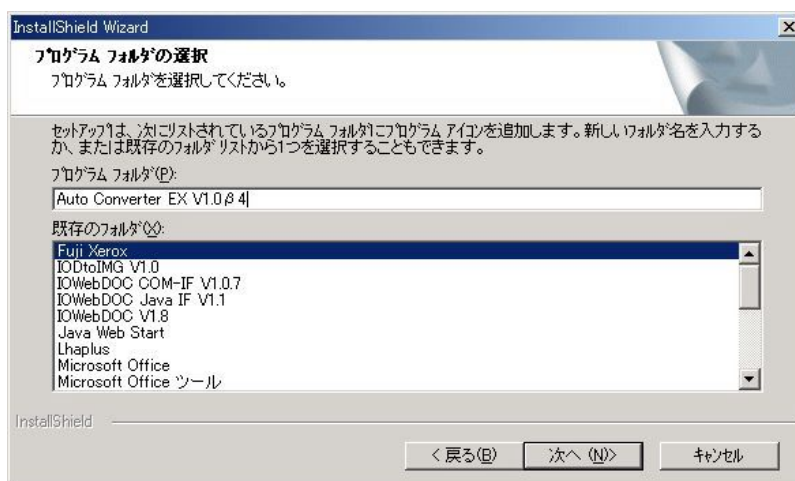 InstallShield Wizard
ﾌﾟﾛｸﾞﾗﾑ ﾌｫﾙﾀﾞの選択
ﾌﾟﾛｸﾞﾗﾑ ﾌｫﾙﾀﾞを選択してください。
ｾｯﾄｱｯﾌﾟは、次にリストされているﾌﾟﾛｸﾞﾗﾑ ﾌｫﾙﾀﾞにﾌﾟﾛｸﾞﾗﾑ ｱｲｺﾝを追加します。新しいﾌｫﾙﾀﾞ名を入力する
か、または既存のﾌｫﾙﾀﾞ ﾘｽﾄから1つを選択することもできます。
ﾌﾟﾛｸﾞﾗﾑ ﾌｫﾙﾀﾞ(P):
Auto Converter EX V1.0β4
既存のﾌｫﾙﾀﾞ(X):
Fuji Xerox
IODtoIMG V1.0
IOWebDOC COM-IF V1.0.7
IOWebDOC Java IF V1.1
IOWebDOC V1.8
Java Web Start
Lhaplus
Microsoft Office
Microsoft Office ツール
InstallShield
< 戻る(B)
次へ (N)>
ｷｬﾝｾﾙ